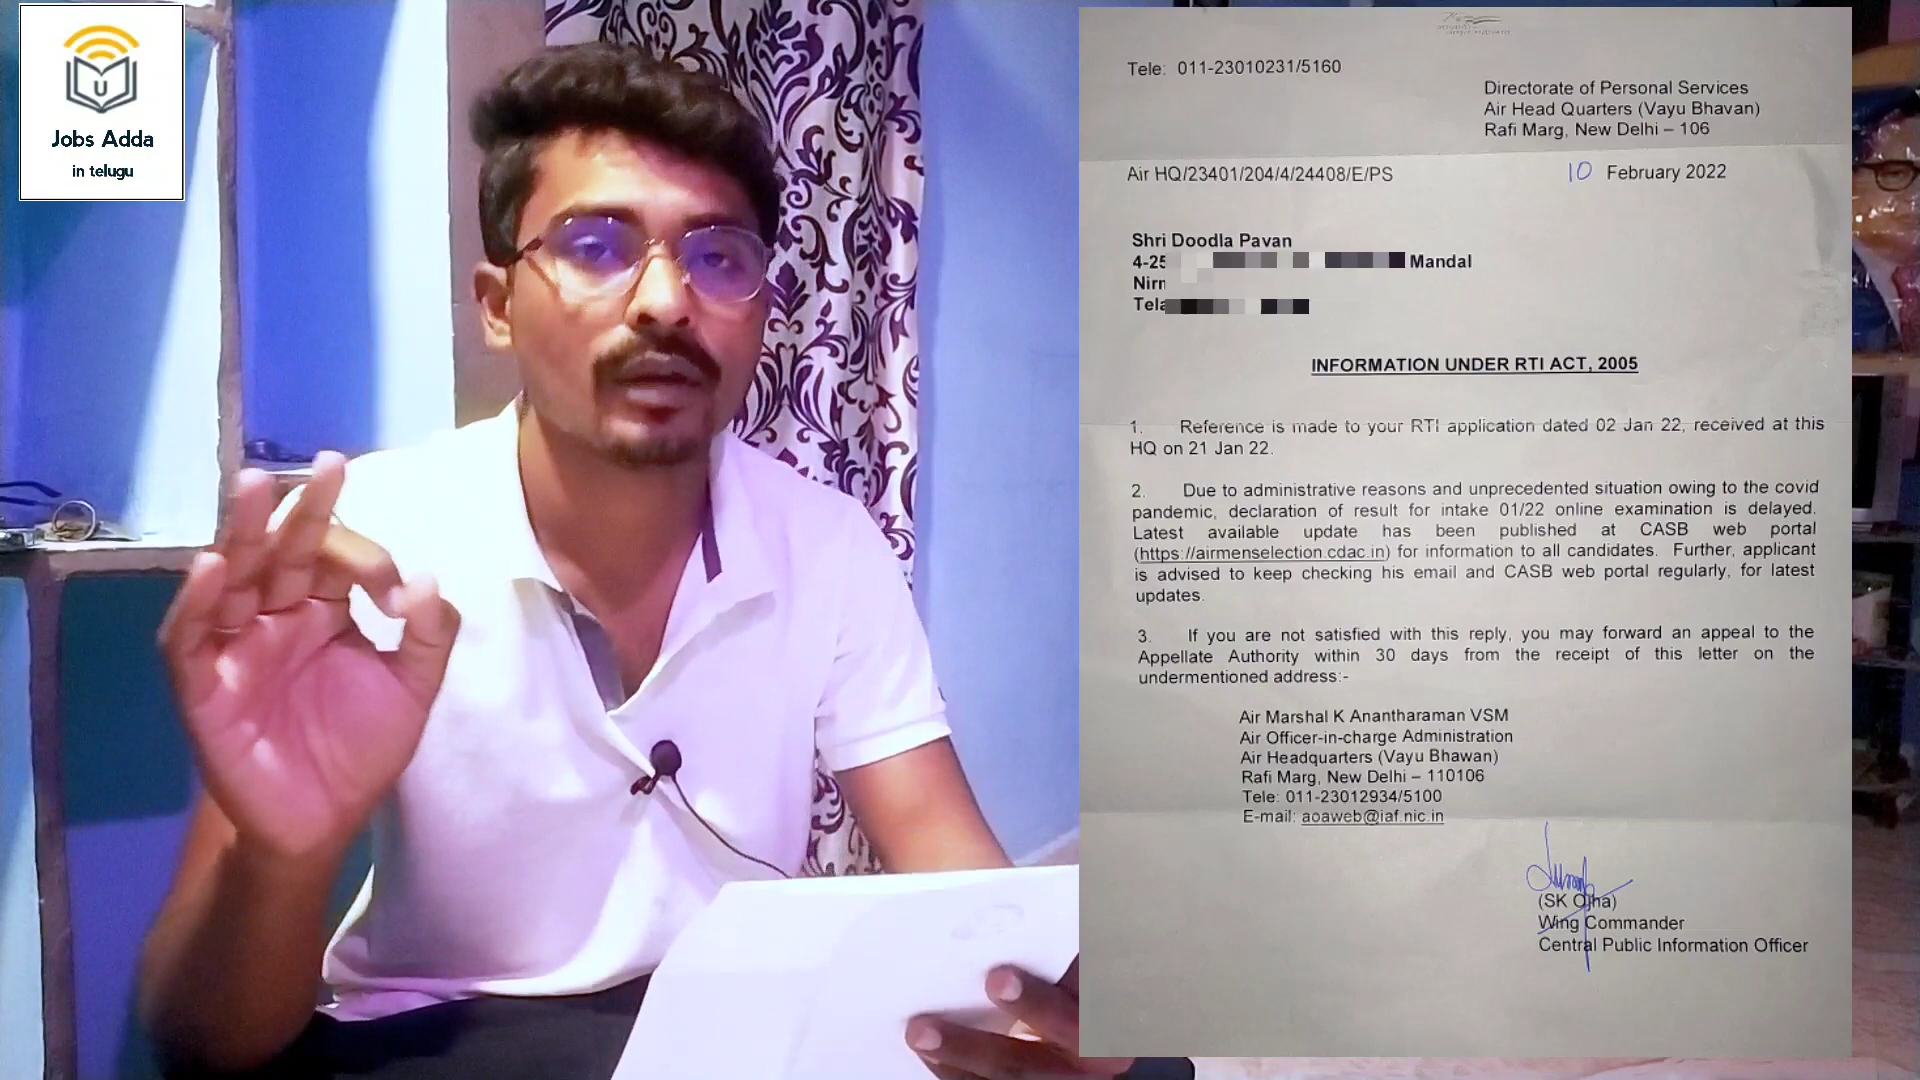 Jobs Adda
in telugu
Tele: 011-23010231/5160
Directorate of Personal Services
Air Head Quarters (Vayu Bhavan)
Rafi Marg, New Delhi – 106
Air HQ/23401/204/4/24408/E/PS
10 February 2022
Shri Doodla Pavan
4-25 Mandal
INFORMATION UNDER RTI ACT, 2005
1. Reference is made to your RTI application dated 02 Jan 22, received at this
HQ on 21 Jan 22.
2. Due to administrative reasons and unprecedented situation owing to the covid
pandemic, declaration of result for intake 01/22 online examination is delayed.
Latest available update has been published at CASB web portal
(https://airmenselection.cdac.in) for information to all candidates. Further, applicant
is advised to keep checking his email and CASB web portal regularly, for latest
updates.
3. If you are not satisfied with this reply, you may forward an appeal to the
Appellate Authority within 30 days from the receipt of this letter on the
undermentioned address:-
Air Marshal K Anantharaman VSM
Air Officer-in-charge Administration
Air Headquarters (Vayu Bhawan)
Rafi Marg, New Delhi – 110106
Tele: 011-23012934/5100
E-mail: aoaweb@iaf.nic.in
(SK Ojha)
Wing Commander
Central Public Information Officer